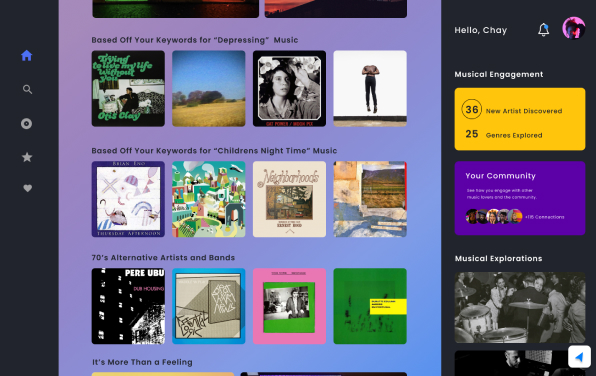 Hello, Chay
Based Off Your Keywords for “Depressing” Music
Trying
to live my life
Without
you
Otis Clay
CAT POWER / MOON PIX
Based Off Your Keywords for “Childrens Night Time” Music
BRIAN ENO
THURSDAY AFTERNOON
Neighborhoods
ERNEST HOOD
70's Alternative Artists and Bands
PERE UBU
DUB HOUSING
It's More Than a Feeling
Musical Engagement
36 New Artist Discovered
25 Genres Explored
Your Community
See how you engage with other
music lovers and the community.
Connections
Musical Explorations